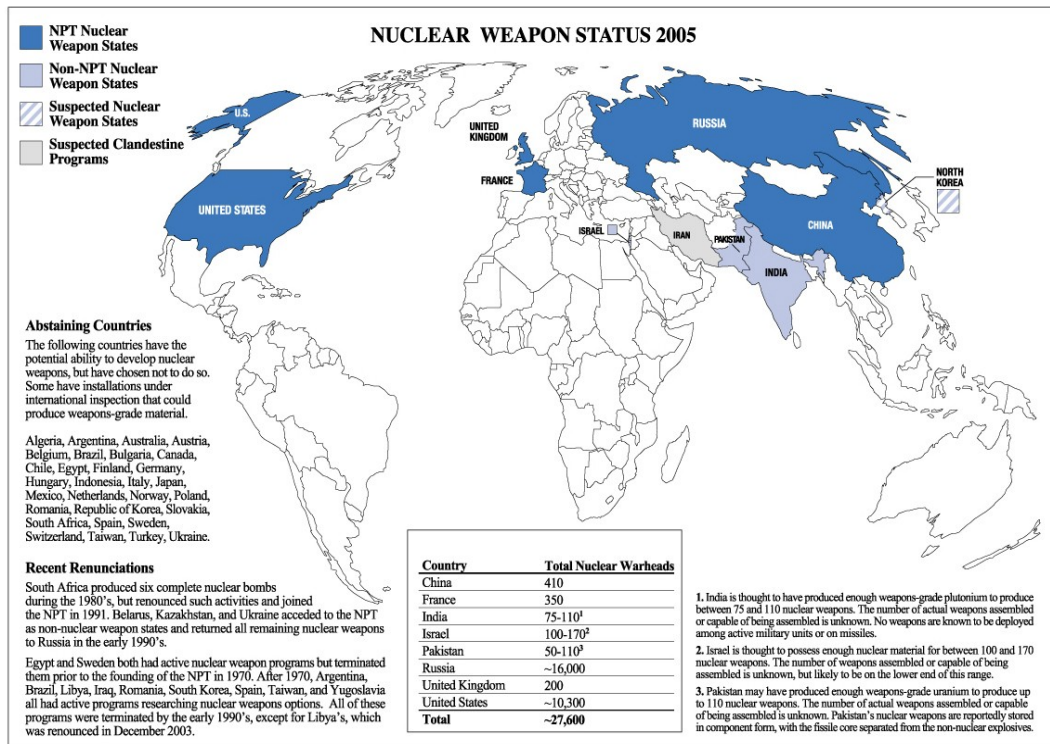 NUCLEAR WEAPON STATUS 2005
NPT Nuclear
Weapon States
Non-NPT Nuclear
Weapon States
Suspected Nuclear
Weapon States
Suspected Clandestine
Programs
U.S.
UNITED STATES
UNITED
KINGDOM
FRANCE
RUSSIA
NORTH
KOREA
CHINA
ISRAEL
IRAN
PAKISTAN
INDIA
Abstaining Countries
The following countries have the
potential ability to develop nuclear
weapons, but have chosen not to do so.
Some have installations under
international inspection that could
produce weapons-grade material.
Algeria, Argentina, Australia, Austria,
Belgium, Brazil, Bulgaria, Canada,
Chile, Egypt, Finland, Germany,
Hungary, Indonesia, Italy, Japan,
Mexico, Netherlands, Norway, Poland,
Romania, Republic of Korea, Slovakia,
South Africa, Spain, Sweden,
Switzerland, Taiwan, Turkey, Ukraine.
Recent Renunciations
South Africa produced six complete nuclear bombs
during the 1980's, but renounced such activities and joined
the NPT in 1991. Belarus, Kazakhstan, and Ukraine acceded to the NPT
as non-nuclear weapon states and returned all remaining nuclear weapons
to Russia in the early 1990's.
Egypt and Sweden both had active nuclear weapon programs but terminated
them prior to the founding of the NPT in 1970. After 1970, Argentina,
Brazil, Libya, Iraq, Romania, South Korea, Spain, Taiwan, and Yugoslavia
all had active programs researching nuclear weapons options. All of these
programs were terminated by the early 1990's, except for Libya's, which
was renounced in December 2003.
Country Total Nuclear Warheads
China 410
France 350
India 75-110¹
Israel 100-170²
Pakistan 50-110³
Russia ~16,000
United Kingdom 200
United States ~10,300
Total ~27,600
1. India is thought to have produced enough weapons-grade plutonium to produce
between 75 and 110 nuclear weapons. The number of actual weapons assembled
or capable of being assembled is unknown. No weapons are known to be deployed
among active military units or on missiles.
2. Israel is thought to possess enough nuclear material for between 100 and 170
nuclear weapons. The number of weapons assembled or capable of being
assembled is unknown, but likely to be on the lower end of this range.
3. Pakistan may have produced enough weapons-grade uranium to produce up
to 110 nuclear weapons. The number of actual weapons assembled or capable
of being assembled is unknown. Pakistan's nuclear weapons are reportedly stored
in component form, with the fissile core separated from the non-nuclear explosives.